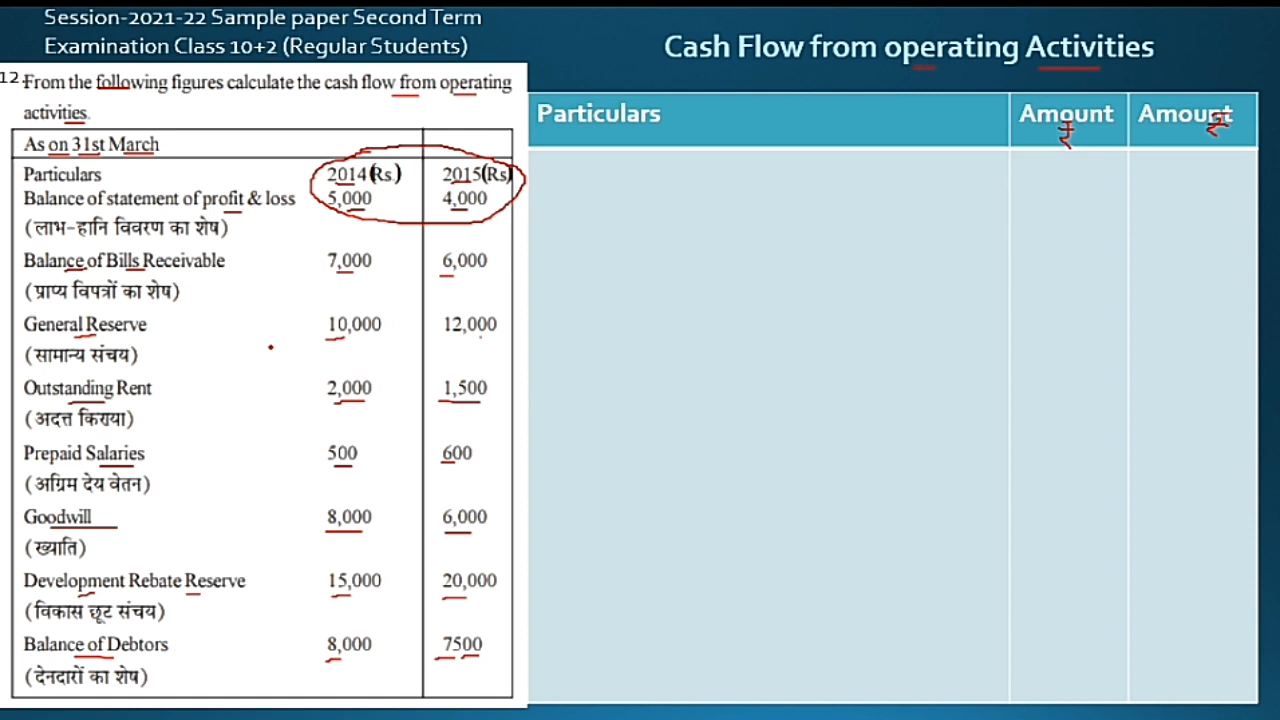 Session-2021-22 Sample paper Second Term
Examination Class 10+2 (Regular Students)
Cash Flow from operating Activities
12. From the following figures calculate the cash flow from operating
activities.
As on 31st March
Particulars 2014 (Rs.) 2015(Rs)
Balance of statement of profit & loss 5,000 4,000
(लाभ-हानि विवरण का शेष)
Balance of Bills Receivable 7,000 6,000
(प्राप्य विपत्रों का शेष)
General Reserve 10,000 12,000
(सामान्य संचय)
Outstanding Rent 2,000 1,500
(अदत्त किराया)
Prepaid Salaries 500 600
(अग्रिम देय वेतन)
Goodwill 8,000 6,000
(ख्याति)
Development Rebate Reserve 15,000 20,000
(विकास छूट संचय)
Balance of Debtors 8,000 7500
(देनदारों का शेष)
Particulars Amount Amount
₹ ₹